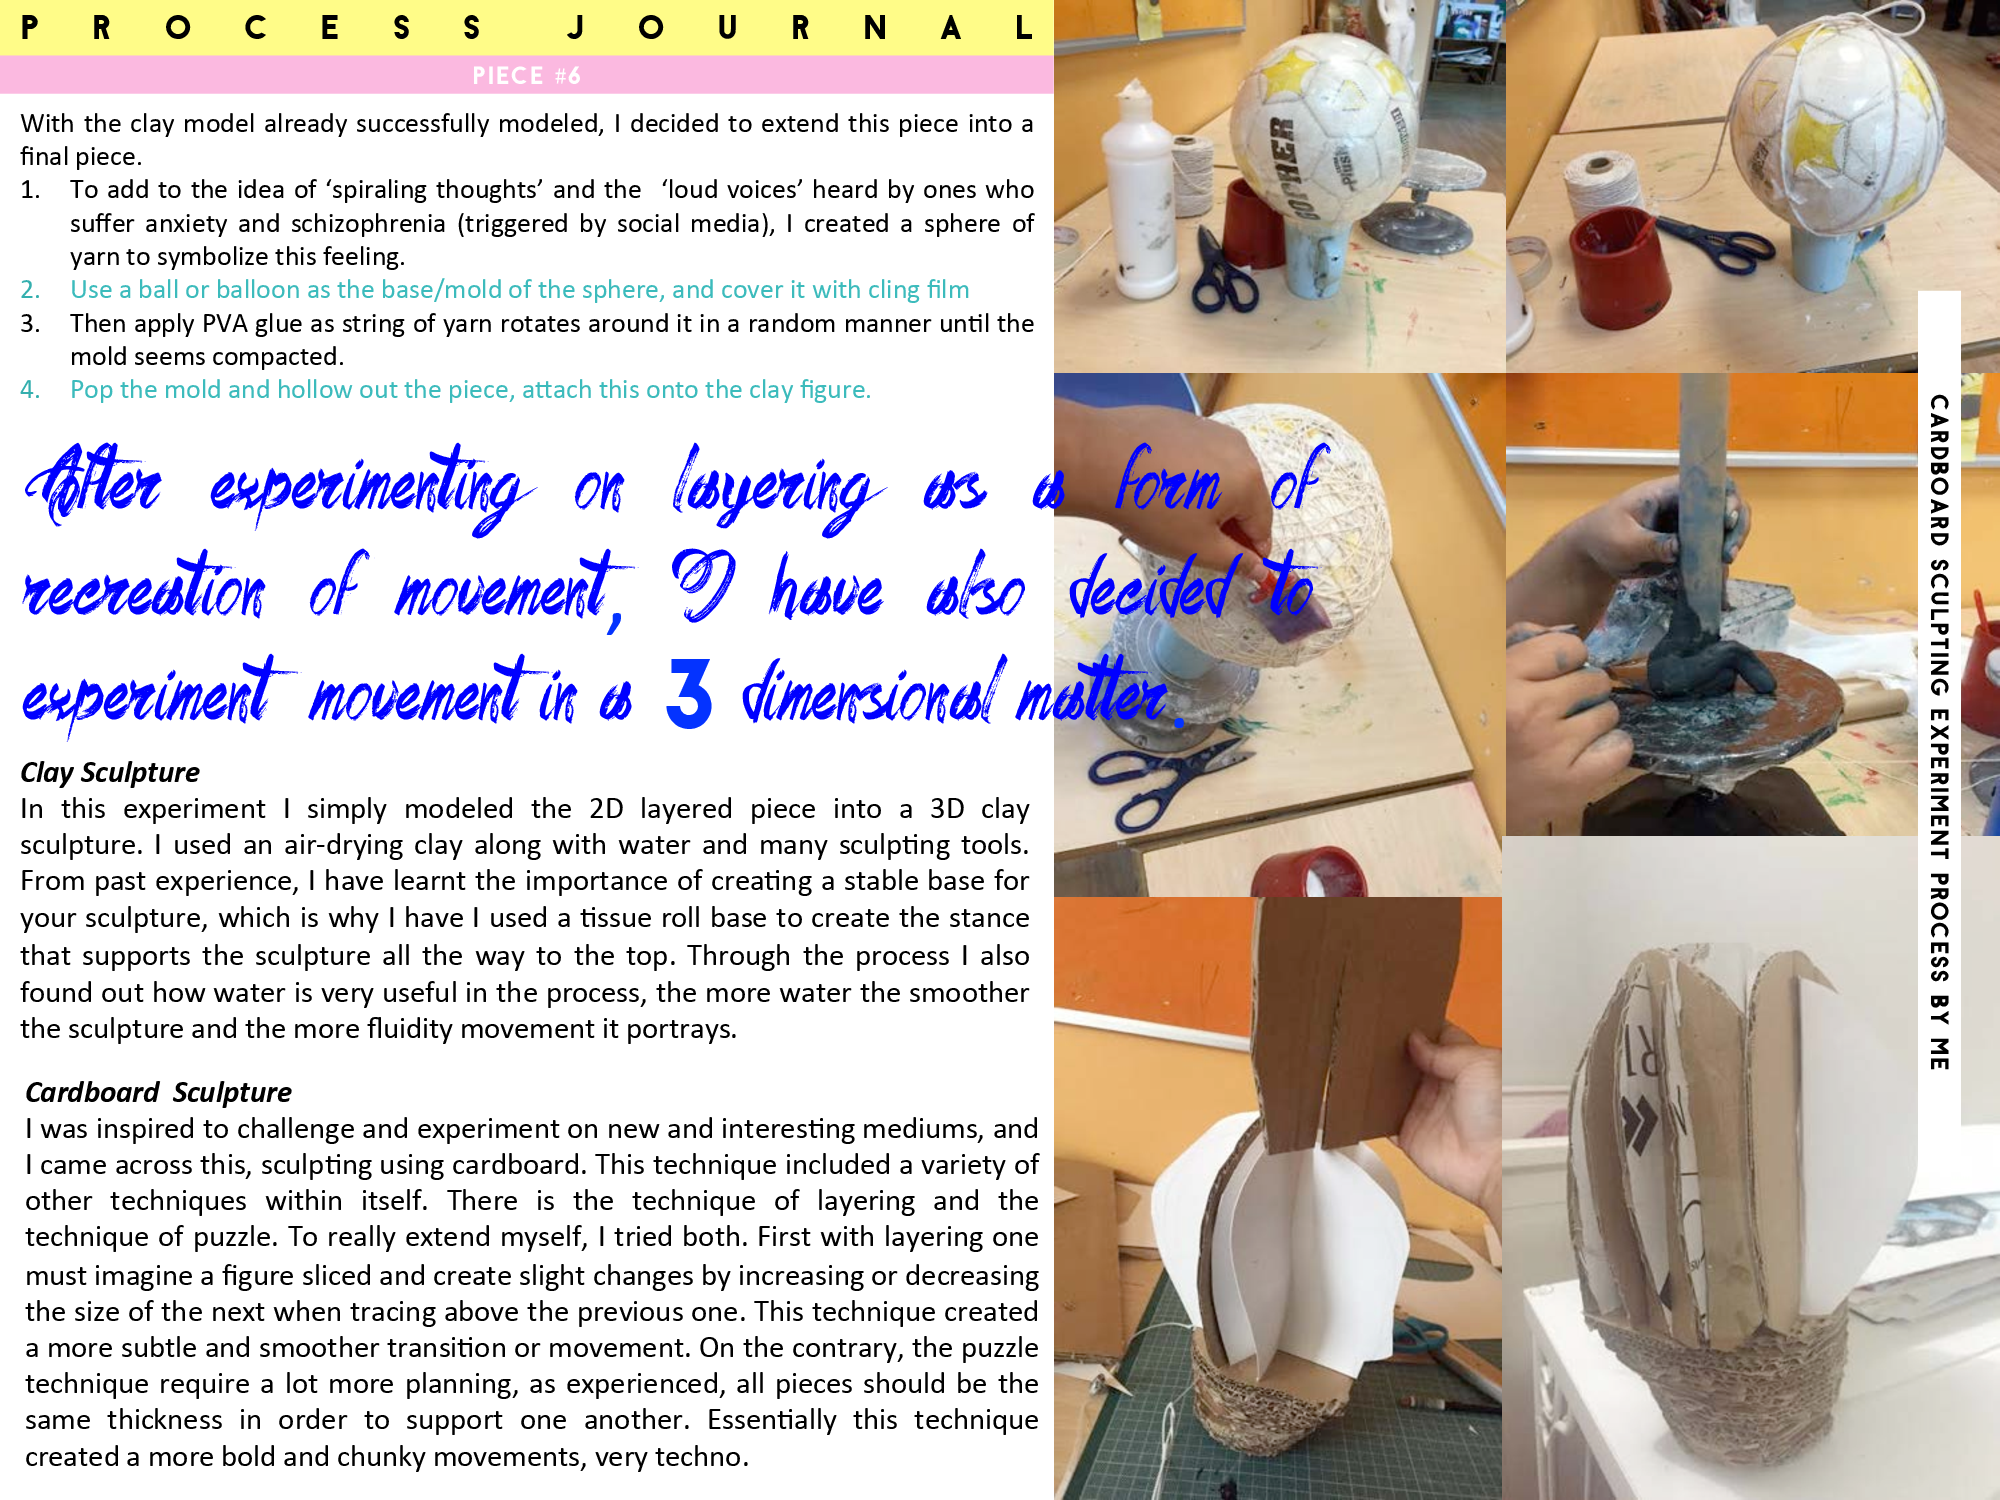 PROCESS JOURNAL
PIECE #6
With the clay model already successfully modeled, I decided to extend this piece into a
final piece.
1. To add to the idea of ‘spiraling thoughts’ and the ‘loud voices’ heard by ones who
suffer anxiety and schizophrenia (triggered by social media), I created a sphere of
yarn to symbolize this feeling.
2. Use a ball or balloon as the base/mold of the sphere, and cover it with cling film
3. Then apply PVA glue as string of yarn rotates around it in a random manner until the
mold seems compacted.
4. Pop the mold and hollow out the piece, attach this onto the clay figure.
After experimenting on layering as a form of
recreation of movement, I have also decided to
experiment movement in a 3 dimensional matter.
Clay Sculpture
In this experiment I simply modeled the 2D layered piece into a 3D clay
sculpture. I used an air-drying clay along with water and many sculpting tools.
From past experience, I have learnt the importance of creating a stable base for
your sculpture, which is why I have I used a tissue roll base to create the stance
that supports the sculpture all the way to the top. Through the process I also
found out how water is very useful in the process, the more water the smoother
the sculpture and the more fluidity movement it portrays.
Cardboard Sculpture
I was inspired to challenge and experiment on new and interesting mediums, and
I came across this, sculpting using cardboard. This technique included a variety of
other techniques within itself. There is the technique of layering and the
technique of puzzle. To really extend myself, I tried both. First with layering one
must imagine a figure sliced and create slight changes by increasing or decreasing
the size of the next when tracing above the previous one. This technique created
a more subtle and smoother transition or movement. On the contrary, the puzzle
technique require a lot more planning, as experienced, all pieces should be the
same thickness in order to support one another. Essentially this technique
created a more bold and chunky movements, very techno.
CARDBOARD SCULPTING EXPERIMENT PROCESS BY ME